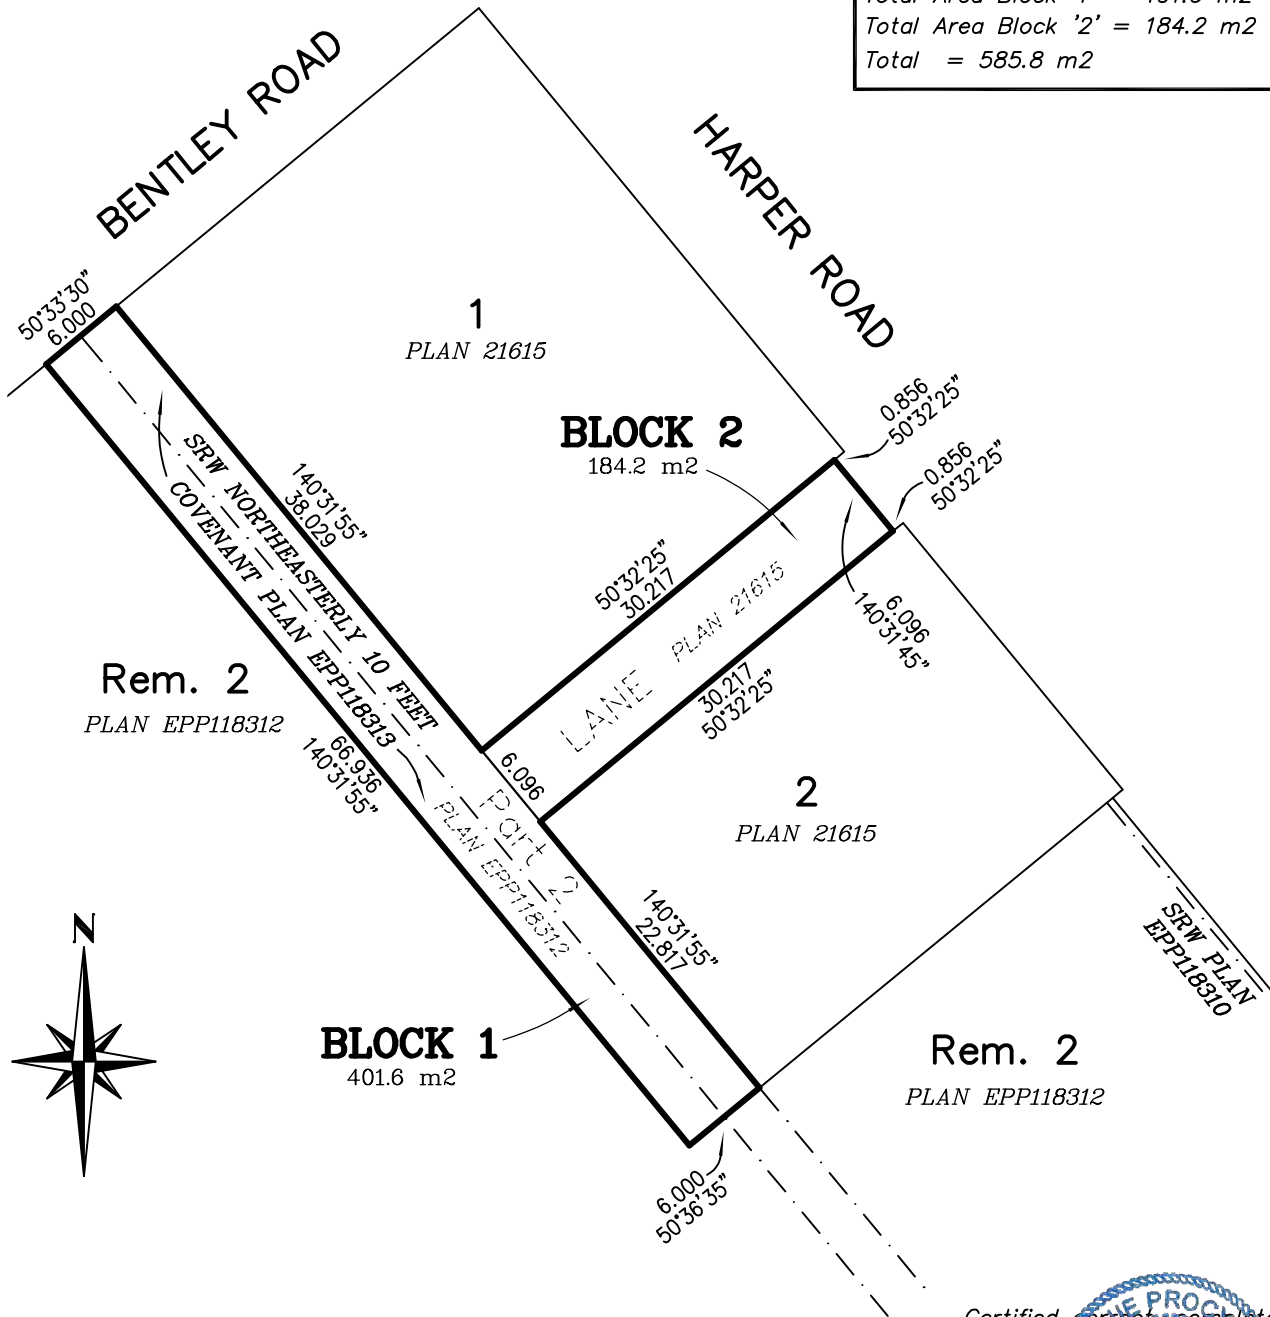 Total Area Block '2' = 184.2 m2
Total = 585.8 m2
BENTLEY ROAD
HARPER ROAD
50°33'30"
6.000
1
PLAN 21615
0.856
50°32'25"
BLOCK 2
184.2 m2
0.856
50°32'25"
SRW NORTHEASTERLY 10 FEET
COVENANT PLAN EPP118313
140°31'55"
38.029
50°32'25"
30.217
LANE PLAN 21615
6.096
140°31'45"
Rem. 2
PLAN EPP118312
66.936
140°31'55"
6.096
30.217
50°32'25"
Part 2
PLAN EPP118312
2
PLAN 21615
140°31'55"
22.817
SRW PLAN
EPP118310
N
BLOCK 1
401.6 m2
Rem. 2
PLAN EPP118312
6.000
50°36'35"
Certified